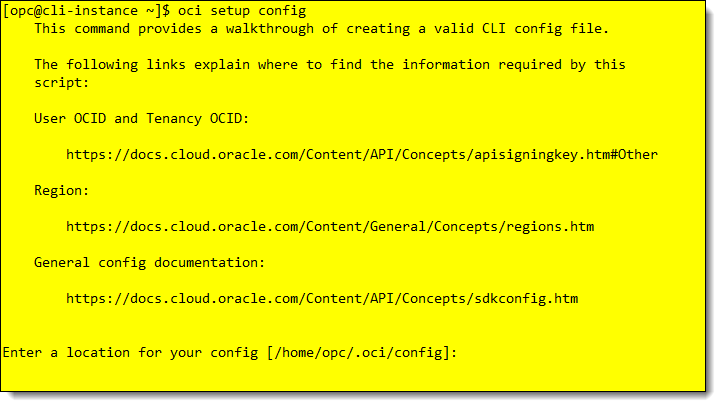 [opc@cli-instance ~]$ oci setup config
This command provides a walkthrough of creating a valid CLI config file.
The following links explain where to find the information required by this
script:
User OCID and Tenancy OCID:
https://docs.cloud.oracle.com/Content/API/Concepts/apisigningkey.htm#Other
Region:
https://docs.cloud.oracle.com/Content/General/Concepts/regions.htm
General config documentation:
https://docs.cloud.oracle.com/Content/API/Concepts/sdkconfig.htm
Enter a location for your config [/home/opc/.oci/config]: